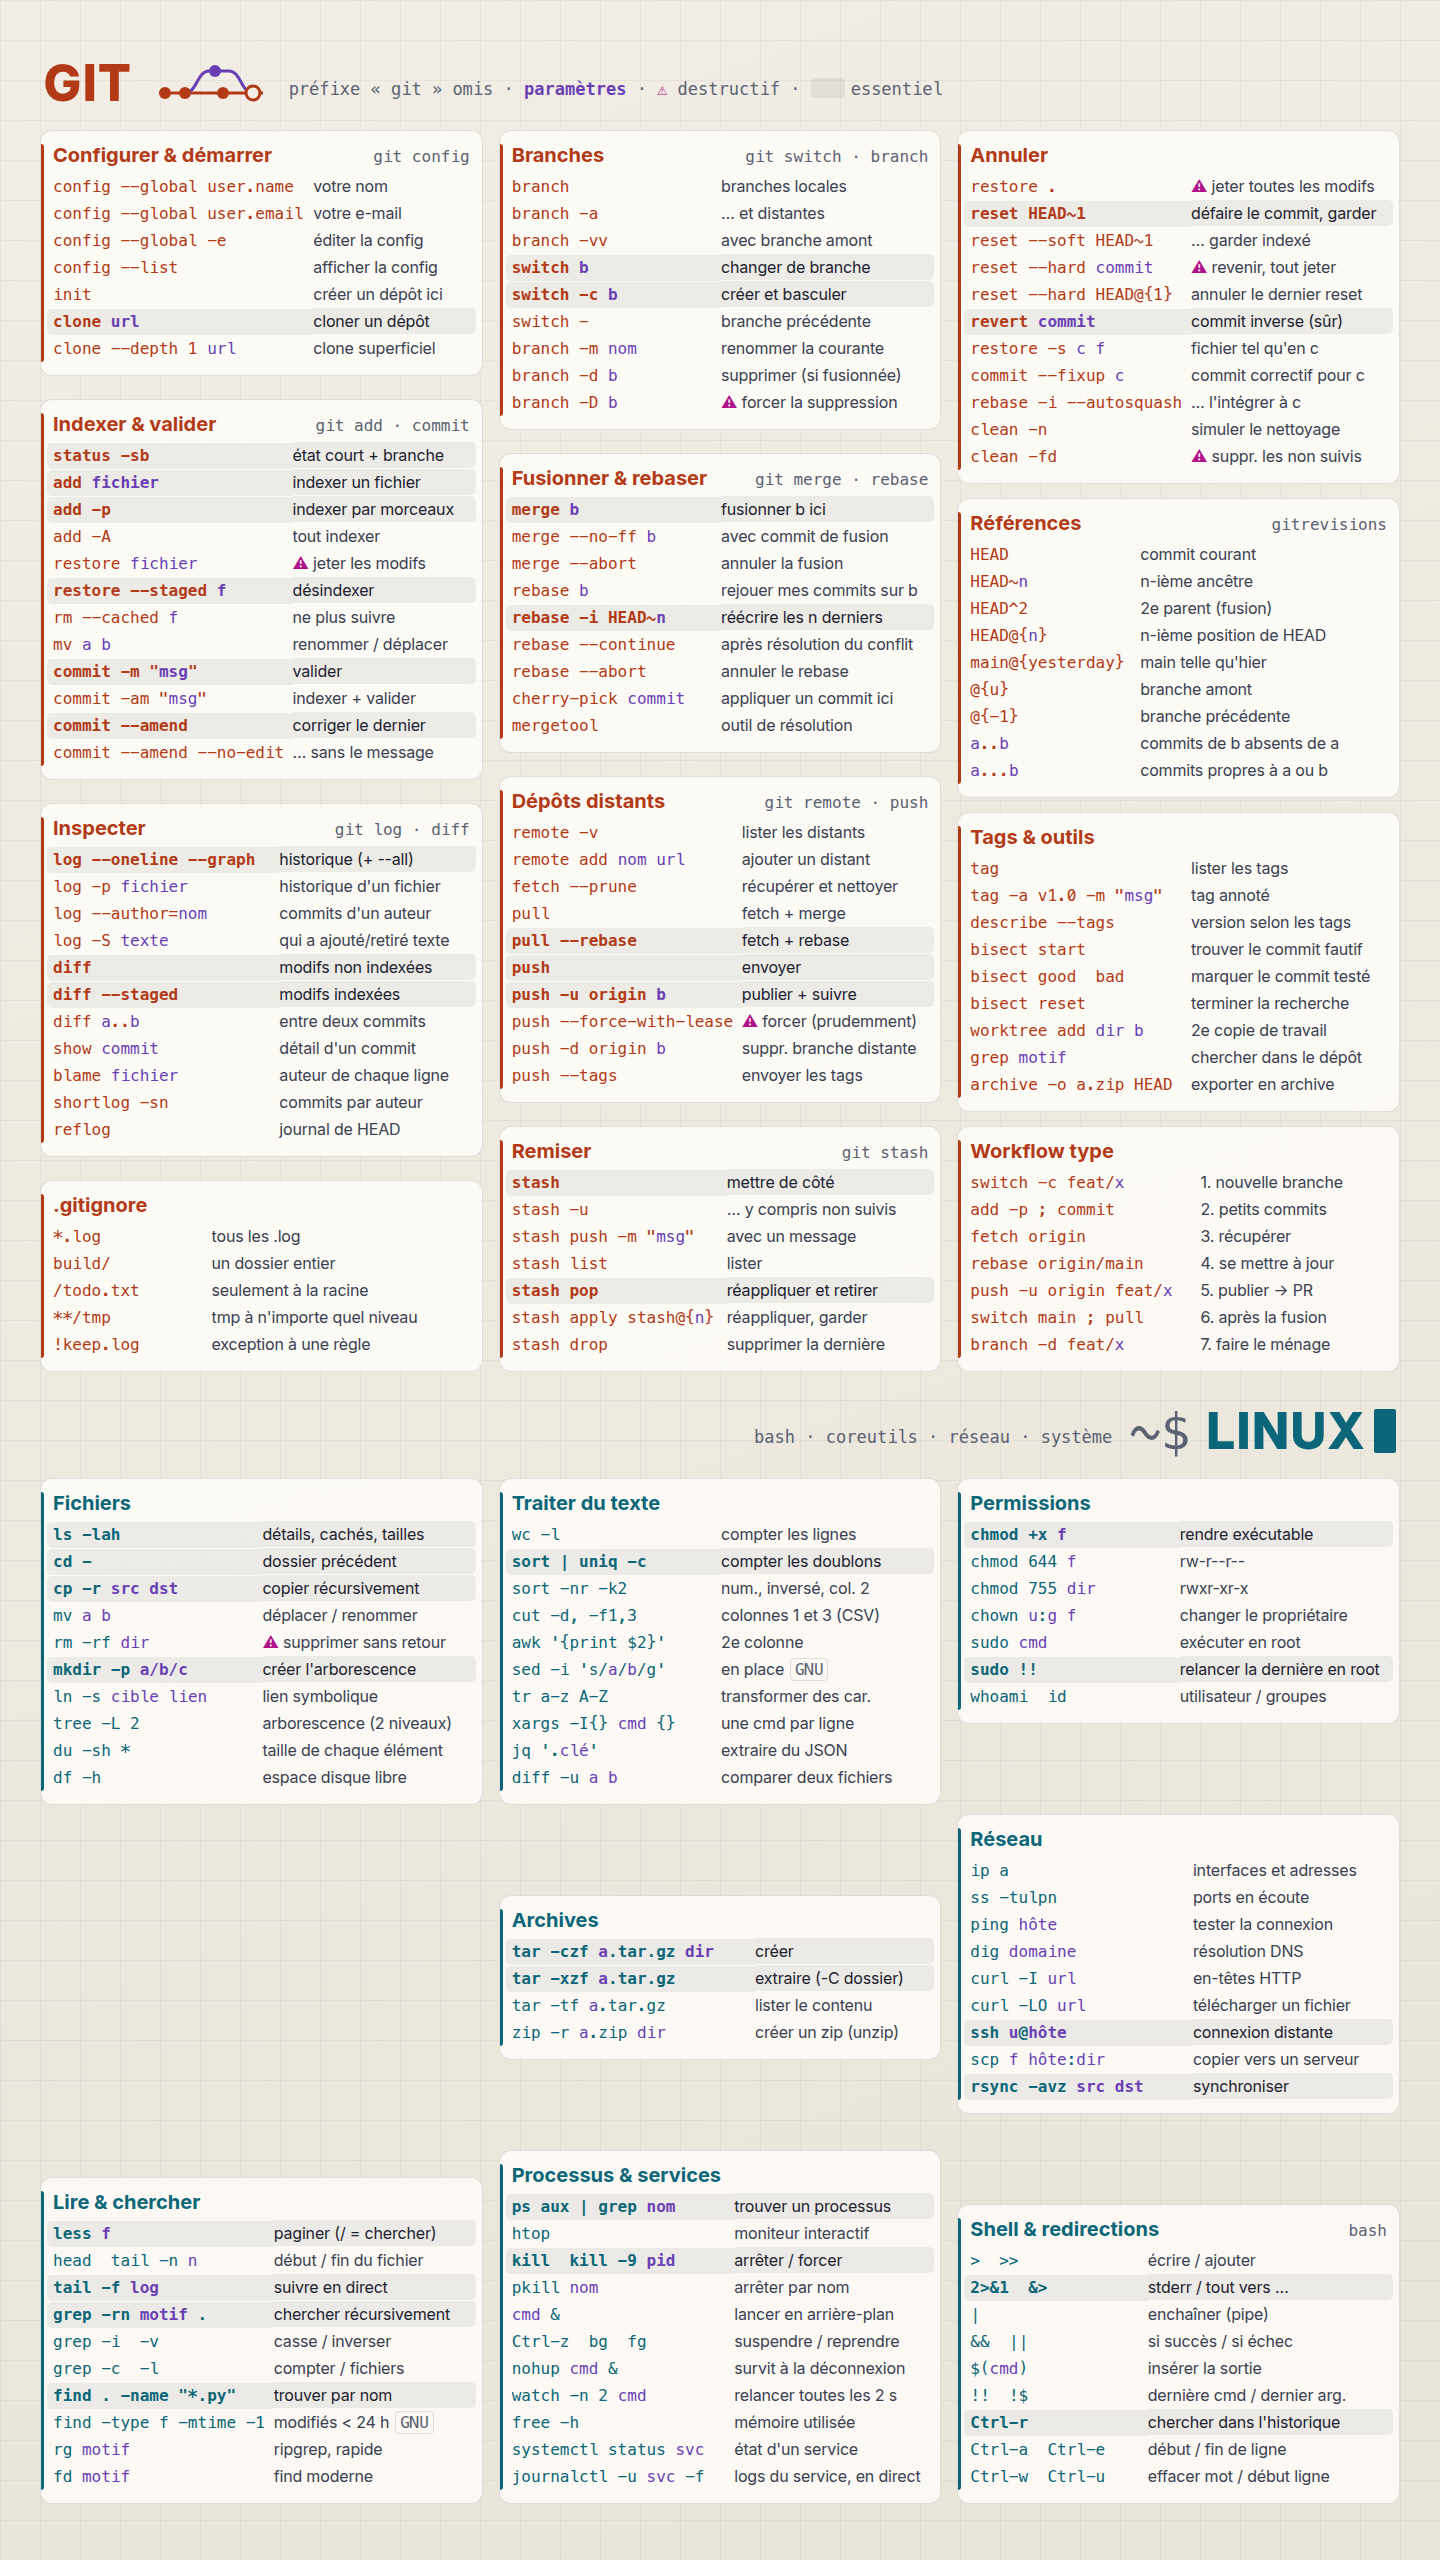 GIT
préfixe « git » omis · paramètres · ⚠ destructif · essentiel
Configurer & démarrer git config
config --global user.name votre nom
config --global user.email votre e-mail
config --global -e éditer la config
config --list afficher la config
init créer un dépôt ici
clone url cloner un dépôt
clone --depth 1 url clone superficiel
Indexer & valider git add · commit
status -sb état court + branche
add fichier indexer un fichier
add -p indexer par morceaux
add -A tout indexer
restore fichier ⚠ jeter les modifs
restore --staged f désindexer
rm --cached f ne plus suivre
mv a b renommer / déplacer
commit -m "msg" valider
commit -am "msg" indexer + valider
commit --amend corriger le dernier
commit --amend --no-edit ... sans le message
Inspecter git log · diff
log --oneline --graph historique (+ --all)
log -p fichier historique d'un fichier
log --author=nom commits d'un auteur
log -S texte qui a ajouté/retiré texte
diff modifs non indexées
diff --staged modifs indexées
diff a..b entre deux commits
show commit détail d'un commit
blame fichier auteur de chaque ligne
shortlog -sn commits par auteur
reflog journal de HEAD
.gitignore
*.log tous les .log
build/ un dossier entier
/todo.txt seulement à la racine
**/tmp tmp à n'importe quel niveau
!keep.log exception à une règle
Branches git switch · branch
branch branches locales
branch -a ... et distantes
branch -vv avec branche amont
switch b changer de branche
switch -c b créer et basculer
switch - branche précédente
branch -m nom renommer la courante
branch -d b supprimer (si fusionnée)
branch -D b ⚠ forcer la suppression
Fusionner & rebaser git merge · rebase
merge b fusionner b ici
merge --no-ff b avec commit de fusion
merge --abort annuler la fusion
rebase b rejouer mes commits sur b
rebase -i HEAD~n réécrire les n derniers
rebase --continue après résolution du conflit
rebase --abort annuler le rebase
cherry-pick commit appliquer un commit ici
mergetool outil de résolution
Dépôts distants git remote · push
remote -v lister les distants
remote add nom url ajouter un distant
fetch --prune récupérer et nettoyer
pull fetch + merge
pull --rebase fetch + rebase
push envoyer
push -u origin b publier + suivre
push --force-with-lease ⚠ forcer (prudemment)
push -d origin b suppr. branche distante
push --tags envoyer les tags
Remiser git stash
stash mettre de côté
stash -u ... y compris non suivis
stash push -m "msg" avec un message
stash list lister
stash pop réappliquer et retirer
stash apply stash@{n} réappliquer, garder
stash drop supprimer la dernière
Annuler
restore . ⚠ jeter toutes les modifs
reset HEAD~1 défaire le commit, garder
reset --soft HEAD~1 ... garder indexé
reset --hard commit ⚠ revenir, tout jeter
reset --hard HEAD@{1} annuler le dernier reset
revert commit commit inverse (sûr)
restore -s c f fichier tel qu'en c
commit --fixup c commit correctif pour c
rebase -i --autosquash ... l'intégrer à c
clean -n simuler le nettoyage
clean -fd ⚠ suppr. les non suivis
Références gitrevisions
HEAD commit courant
HEAD~n n-ième ancêtre
HEAD^2 2e parent (fusion)
HEAD@{n} n-ième position de HEAD
main@{yesterday} main telle qu'hier
@{u} branche amont
@{-1} branche précédente
a..b commits de b absents de a
a...b commits propres à a ou b
Tags & outils
tag lister les tags
tag -a v1.0 -m "msg" tag annoté
describe --tags version selon les tags
bisect start trouver le commit fautif
bisect good bad marquer le commit testé
bisect reset terminer la recherche
worktree add dir b 2e copie de travail
grep motif chercher dans le dépôt
archive -o a.zip HEAD exporter en archive
Workflow type
switch -c feat/x 1. nouvelle branche
add -p ; commit 2. petits commits
fetch origin 3. récupérer
rebase origin/main 4. se mettre à jour
push -u origin feat/x 5. publier → PR
switch main ; pull 6. après la fusion
branch -d feat/x 7. faire le ménage
bash · coreutils · réseau · système ~$ LINUX
Fichiers
ls -lah détails, cachés, tailles
cd - dossier précédent
cp -r src dst copier récursivement
mv a b déplacer / renommer
rm -rf dir ⚠ supprimer sans retour
mkdir -p a/b/c créer l'arborescence
ln -s cible lien lien symbolique
tree -L 2 arborescence (2 niveaux)
du -sh * taille de chaque élément
df -h espace disque libre
Lire & chercher
less f paginer (/ = chercher)
head tail -n n début / fin du fichier
tail -f log suivre en direct
grep -rn motif . chercher récursivement
grep -i -v casse / inverser
grep -c -l compter / fichiers
find . -name "*.py" trouver par nom
find -type f -mtime -1 modifiés < 24 h GNU
rg motif ripgrep, rapide
fd motif find moderne
Traiter du texte
wc -l compter les lignes
sort | uniq -c compter les doublons
sort -nr -k2 num., inversé, col. 2
cut -d, -f1,3 colonnes 1 et 3 (CSV)
awk '{print $2}' 2e colonne
sed -i 's/a/b/g' en place GNU
tr a-z A-Z transformer des car.
xargs -I{} cmd {} une cmd par ligne
jq '.clé' extraire du JSON
diff -u a b comparer deux fichiers
Archives
tar -czf a.tar.gz dir créer
tar -xzf a.tar.gz extraire (-C dossier)
tar -tf a.tar.gz lister le contenu
zip -r a.zip dir créer un zip (unzip)
Processus & services
ps aux | grep nom trouver un processus
htop moniteur interactif
kill kill -9 pid arrêter / forcer
pkill nom arrêter par nom
cmd & lancer en arrière-plan
Ctrl-z bg fg suspendre / reprendre
nohup cmd & survit à la déconnexion
watch -n 2 cmd relancer toutes les 2 s
free -h mémoire utilisée
systemctl status svc état d'un service
journalctl -u svc -f logs du service, en direct
Permissions
chmod +x f rendre exécutable
chmod 644 f rw-r--r--
chmod 755 dir rwxr-xr-x
chown u:g f changer le propriétaire
sudo cmd exécuter en root
sudo !! relancer la dernière en root
whoami id utilisateur / groupes
Réseau
ip a interfaces et adresses
ss -tulpn ports en écoute
ping hôte tester la connexion
dig domaine résolution DNS
curl -I url en-têtes HTTP
curl -LO url télécharger un fichier
ssh u@hôte connexion distante
scp f hôte:dir copier vers un serveur
rsync -avz src dst synchroniser
Shell & redirections bash
> >> écrire / ajouter
2>&1 &> stderr / tout vers ...
| enchaîner (pipe)
&& || si succès / si échec
$(cmd) insérer la sortie
!! !$ dernière cmd / dernier arg.
Ctrl-r chercher dans l'historique
Ctrl-a Ctrl-e début / fin de ligne
Ctrl-w Ctrl-u effacer mot / début ligne